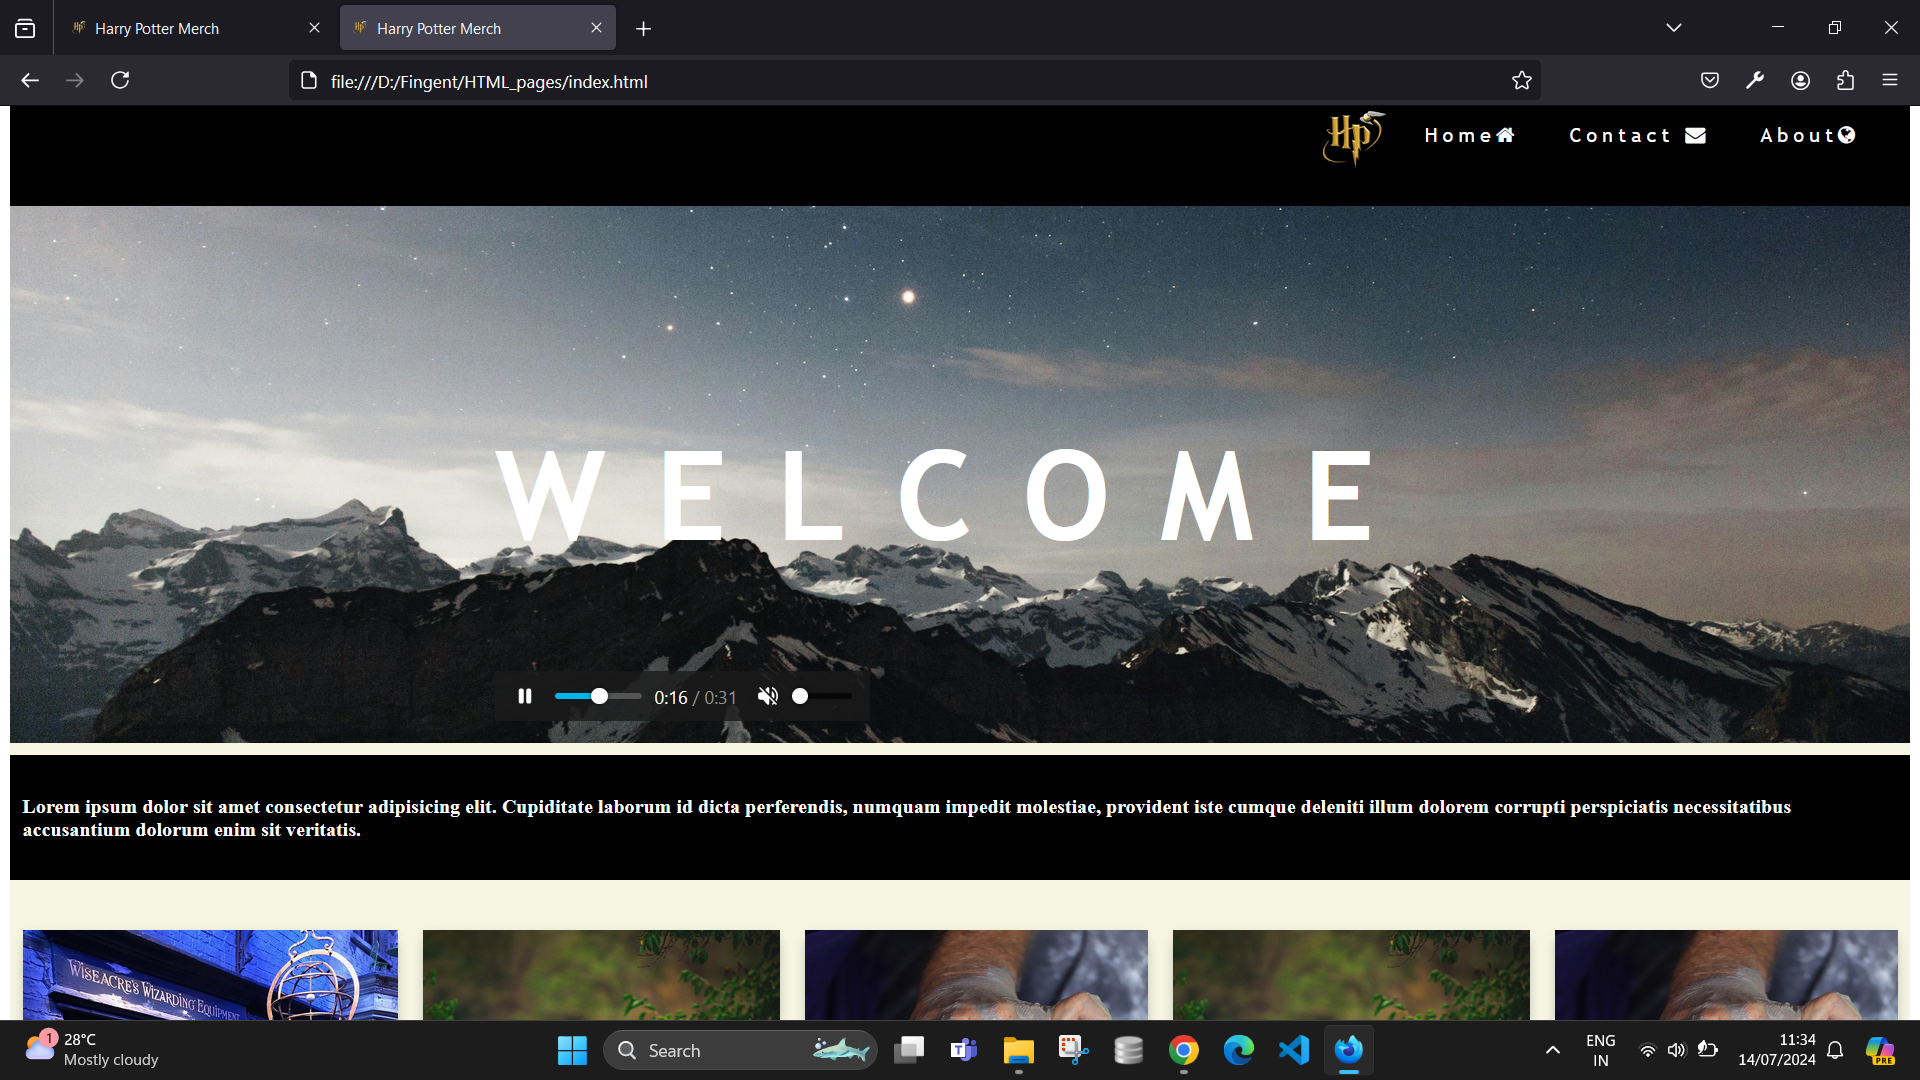 Harry Potter Merch
Harry Potter Merch
file:///D:/Fingent/HTML_pages/index.html
Hp
Home
Contact
About
WELCOME
0:16 / 0:31
Lorem ipsum dolor sit amet consectetur adipisicing elit. Cupiditate laborum id dicta perferendis, numquam impedit molestiae, provident iste cumque deleniti illum dolorem corrupti perspiciatis necessitatibus
accusantium dolorum enim sit veritatis.
WISEACRE'S WIZARDING EQUIPMENT
1
28°C
Mostly cloudy
Search
T
ENG
IN
11:34
14/07/2024
PRE